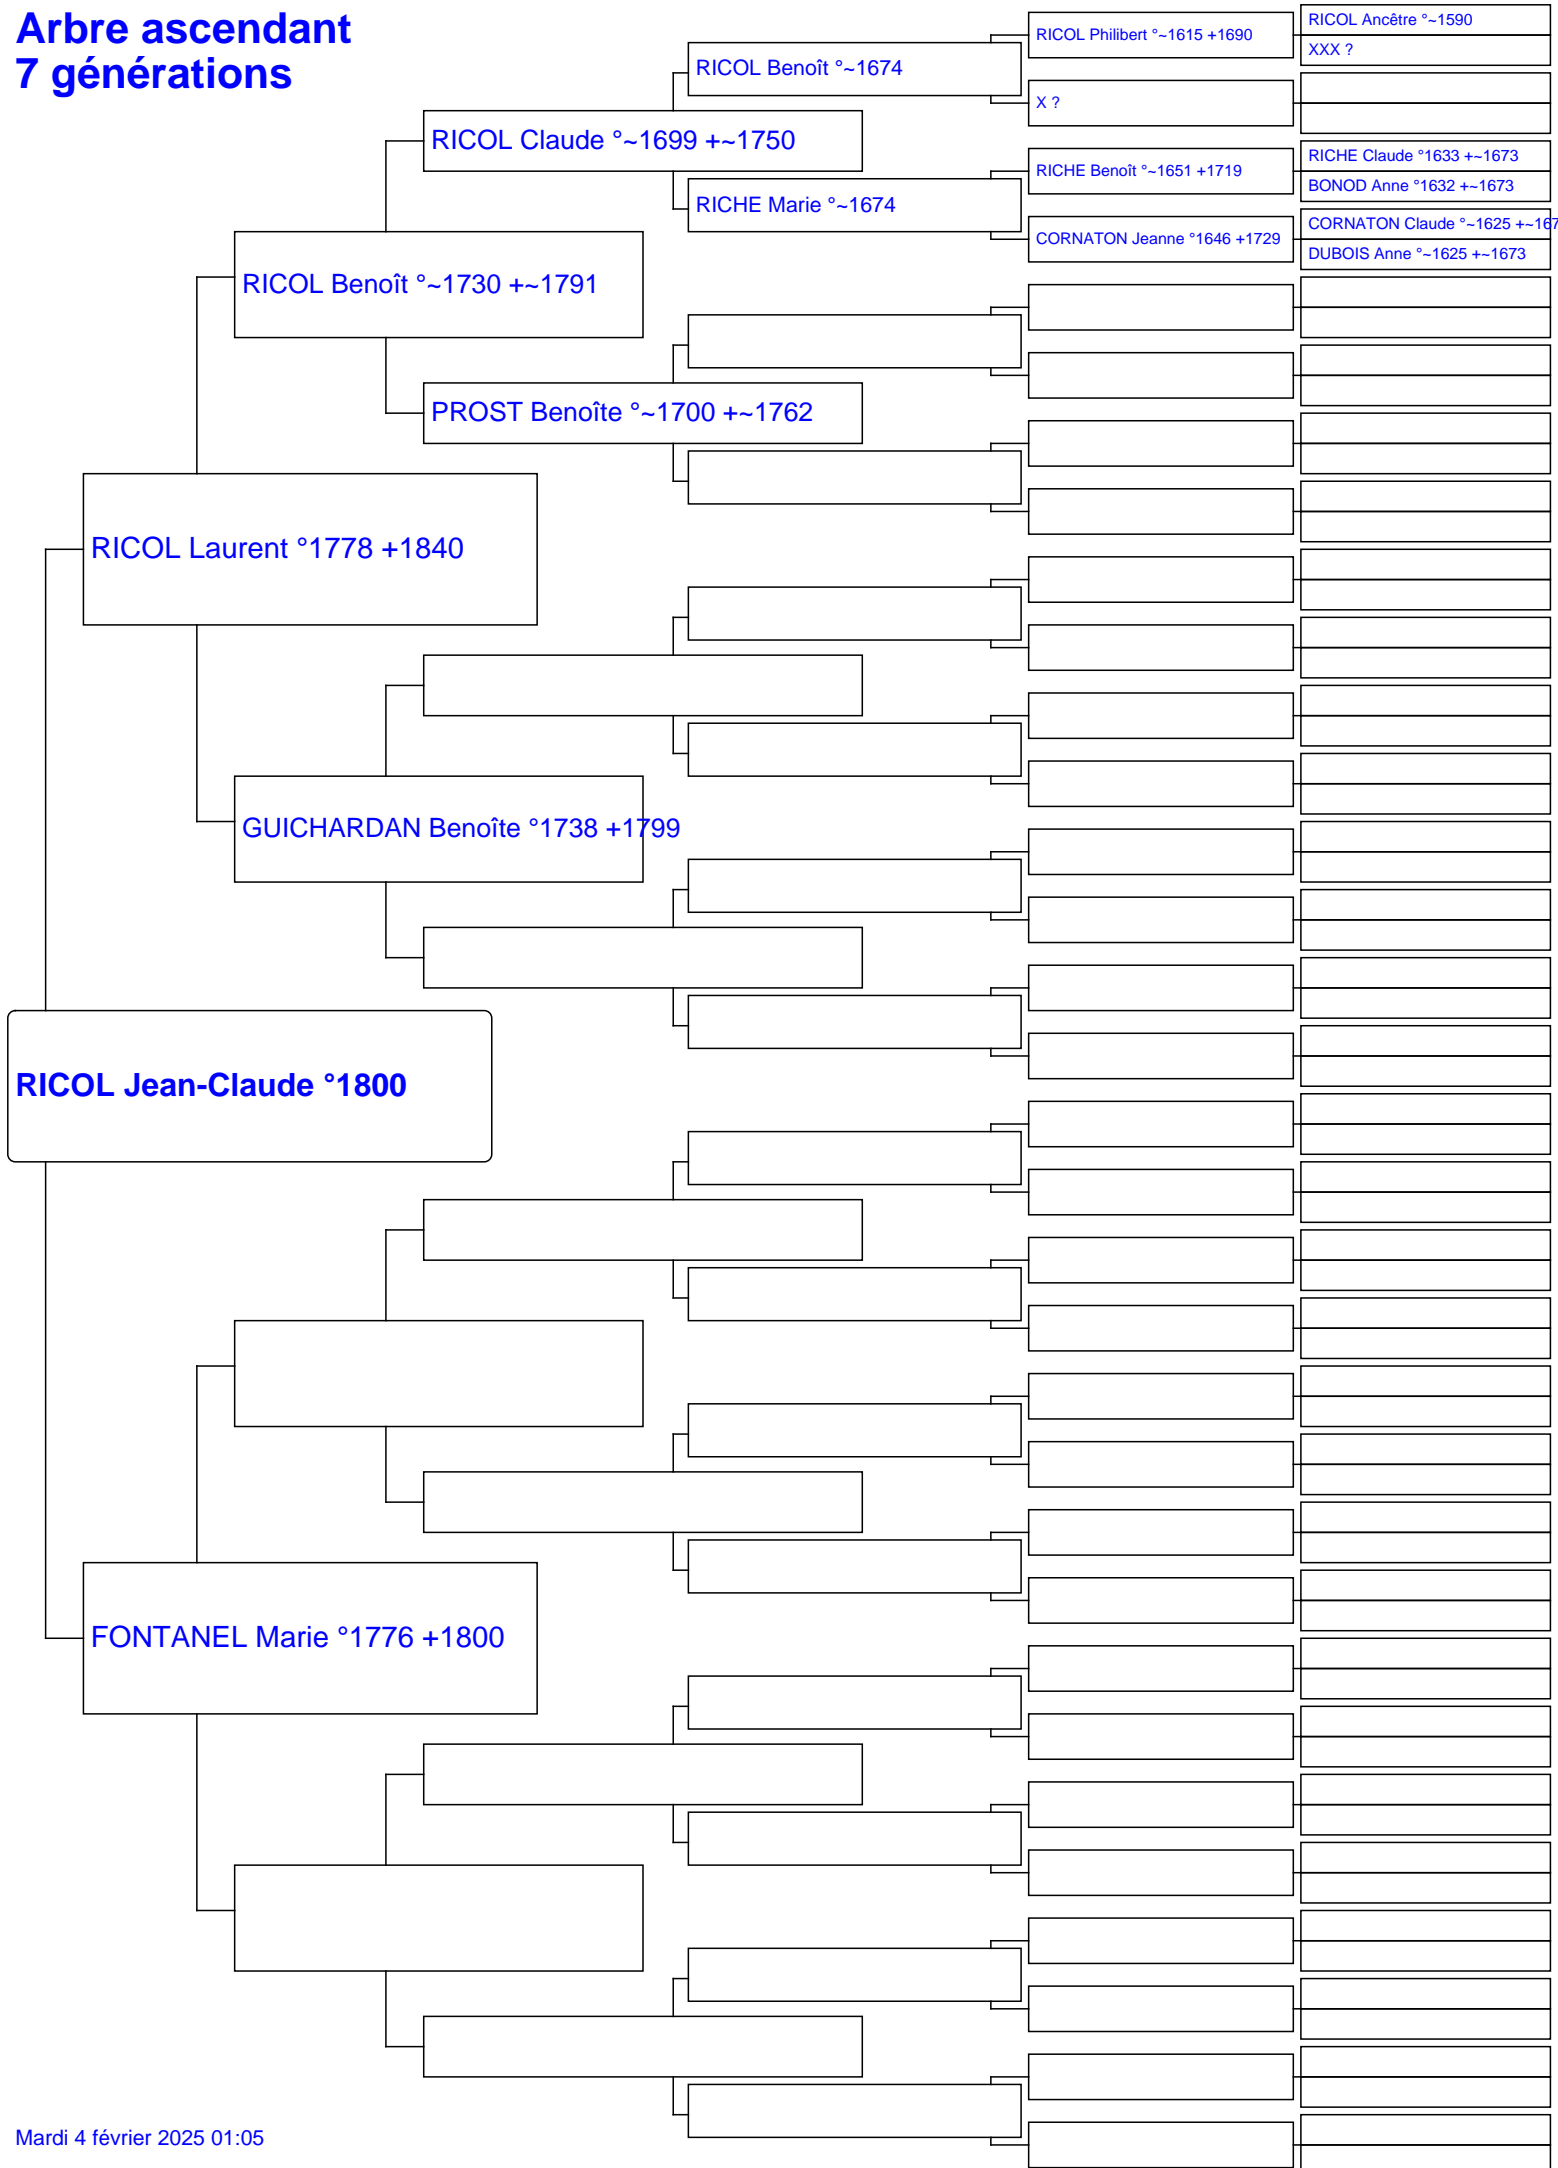 Arbre ascendant
7 générations
RICOL Ancêtre °~1590
RICOL Philibert °~1615 +1690
XXX ?
RICOL Benoît °~1674
X ?
RICOL Claude °~1699 +~1750
RICHE Claude °1633 +~1673
RICHE Benoît °~1651 +1719
BONOD Anne °1632 +~1673
RICHE Marie °~1674
CORNATON Claude °~1625 +~167
CORNATON Jeanne °1646 +1729
DUBOIS Anne °~1625 +~1673
RICOL Benoît °~1730 +~1791
PROST Benoîte °~1700 +~1762
RICOL Laurent °1778 +1840
GUICHARDAN Benoîte °1738 +1799
RICOL Jean-Claude °1800
FONTANEL Marie °1776 +1800
Mardi 4 février 2025 01:05